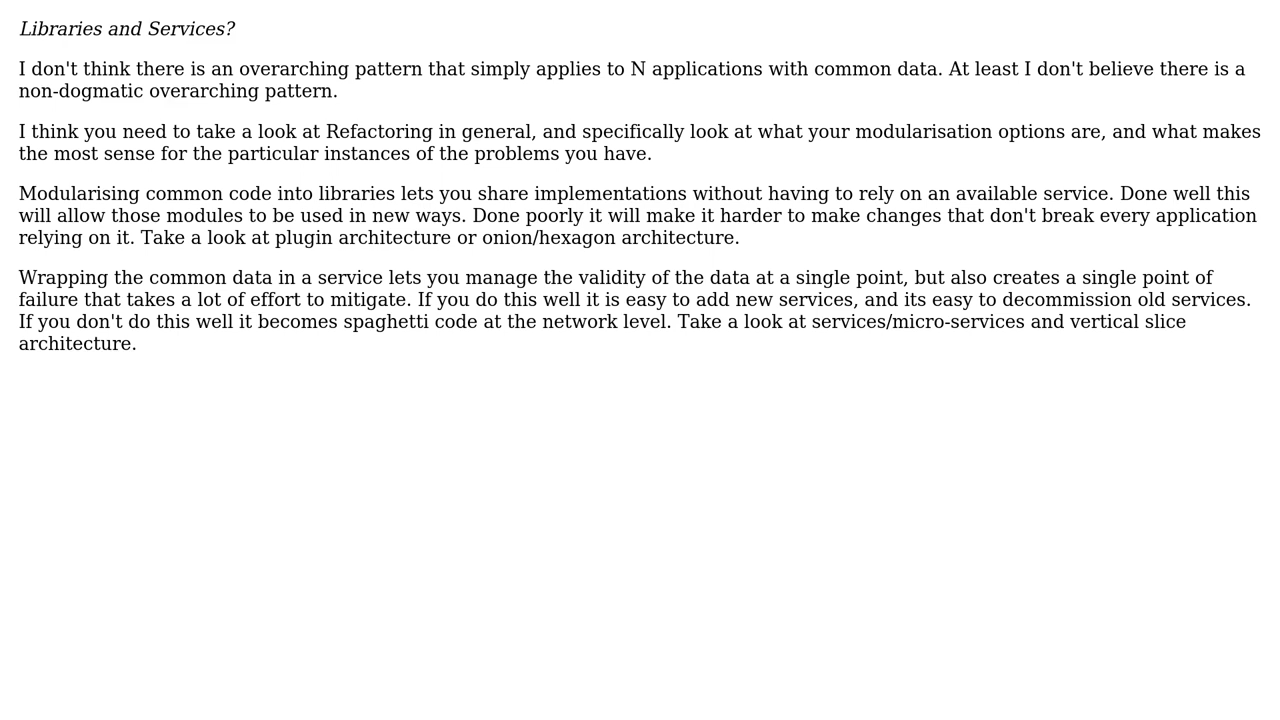 Libraries and Services?
I don't think there is an overarching pattern that simply applies to N applications with common data. At least I don't believe there is a
non-dogmatic overarching pattern.
I think you need to take a look at Refactoring in general, and specifically look at what your modularisation options are, and what makes
the most sense for the particular instances of the problems you have.
Modularising common code into libraries lets you share implementations without having to rely on an available service. Done well this
will allow those modules to be used in new ways. Done poorly it will make it harder to make changes that don't break every application
relying on it. Take a look at plugin architecture or onion/hexagon architecture.
Wrapping the common data in a service lets you manage the validity of the data at a single point, but also creates a single point of
failure that takes a lot of effort to mitigate. If you do this well it is easy to add new services, and its easy to decommission old services.
If you don't do this well it becomes spaghetti code at the network level. Take a look at services/micro-services and vertical slice
architecture.